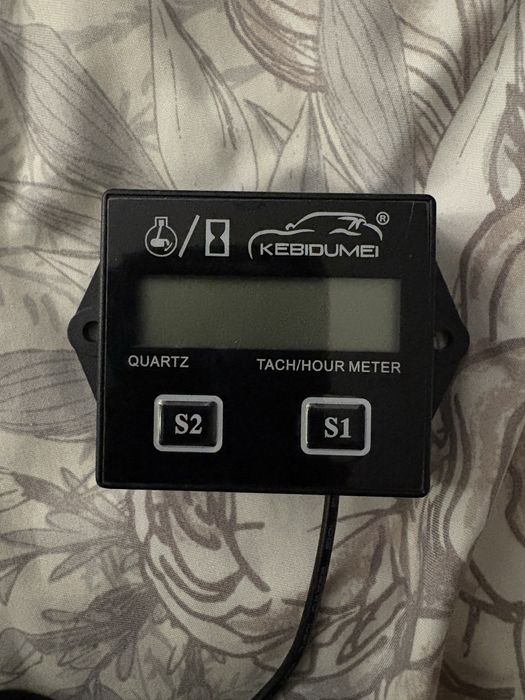 /
KEBIDUMEI ®
QUARTZ TACH/HOUR METER
S2 S1